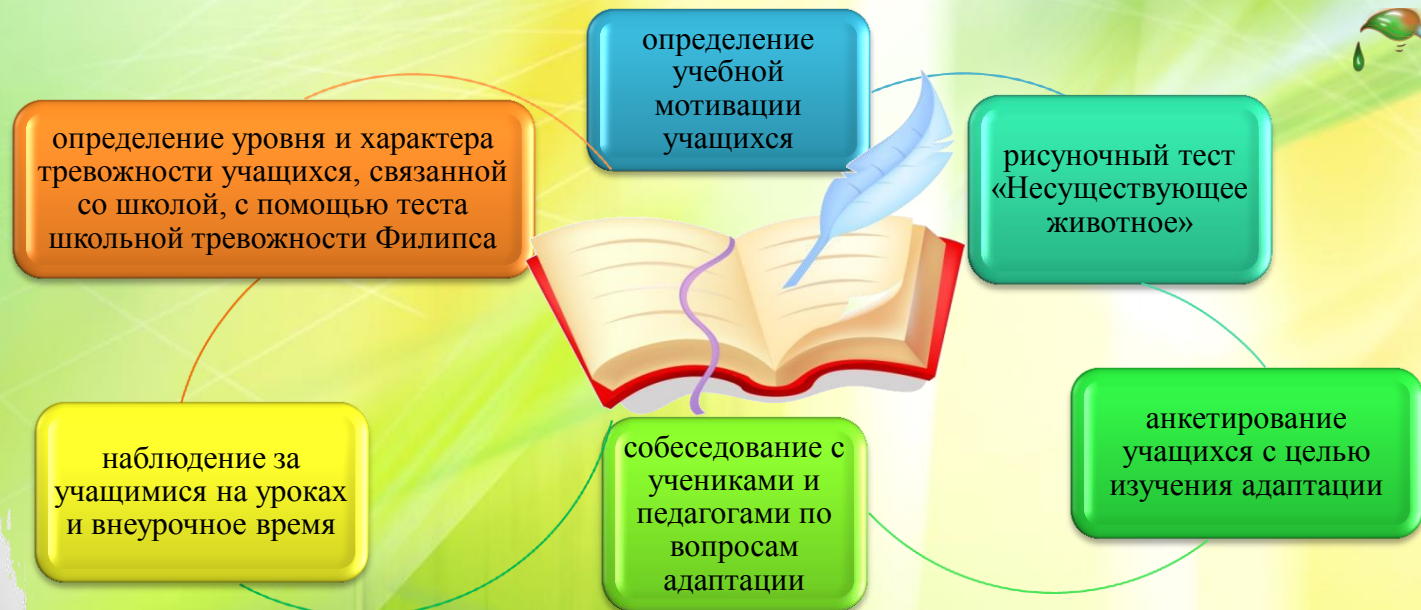 определение
учебной
мотивации
учащихся
рисуночный тест
«Несуществующее
животное»
анкетирование
учащихся с целью
изучения адаптации
собеседование с
учениками и
педагогами по
вопросам
адаптации
наблюдение за
учащимися на уроках
и внеурочное время
определение уровня и характера
тревожности учащихся, связанной
со школой, с помощью теста
школьной тревожности Филипса